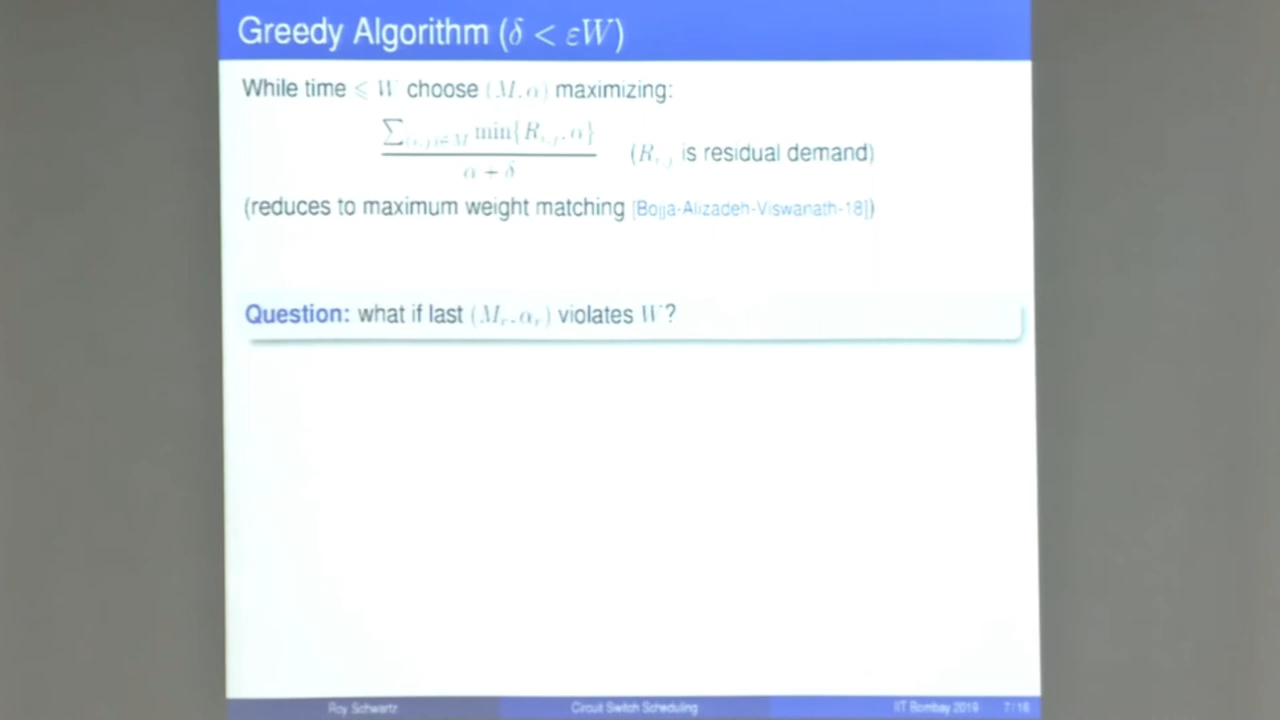 Greedy Algorithm (δ < εW)
While time ⩽ W choose (M, α) maximizing:
∑(i,j)∈M min{Ri,j, α}
α + δ
(Ri,j is residual demand)
(reduces to maximum weight matching [Bojja-Alizadeh-Viswanath-18])
Question: what if last (Mr, αr) violates W?
Roy Schwartz
Circuit Switch Scheduling
IIT Bombay 2019
7 / 16